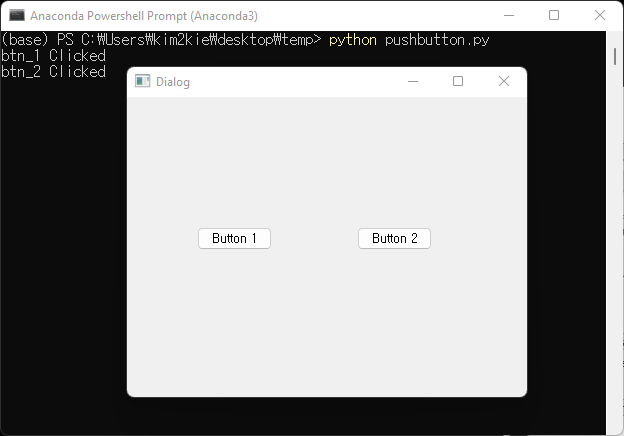 Anaconda Powershell Prompt (Anaconda3)
(base) PS C:₩Users₩kim2kie₩desktop₩temp> python pushbutton.py
btn_1 Clicked
btn_2 Clicked
Dialog
Button 1
Button 2